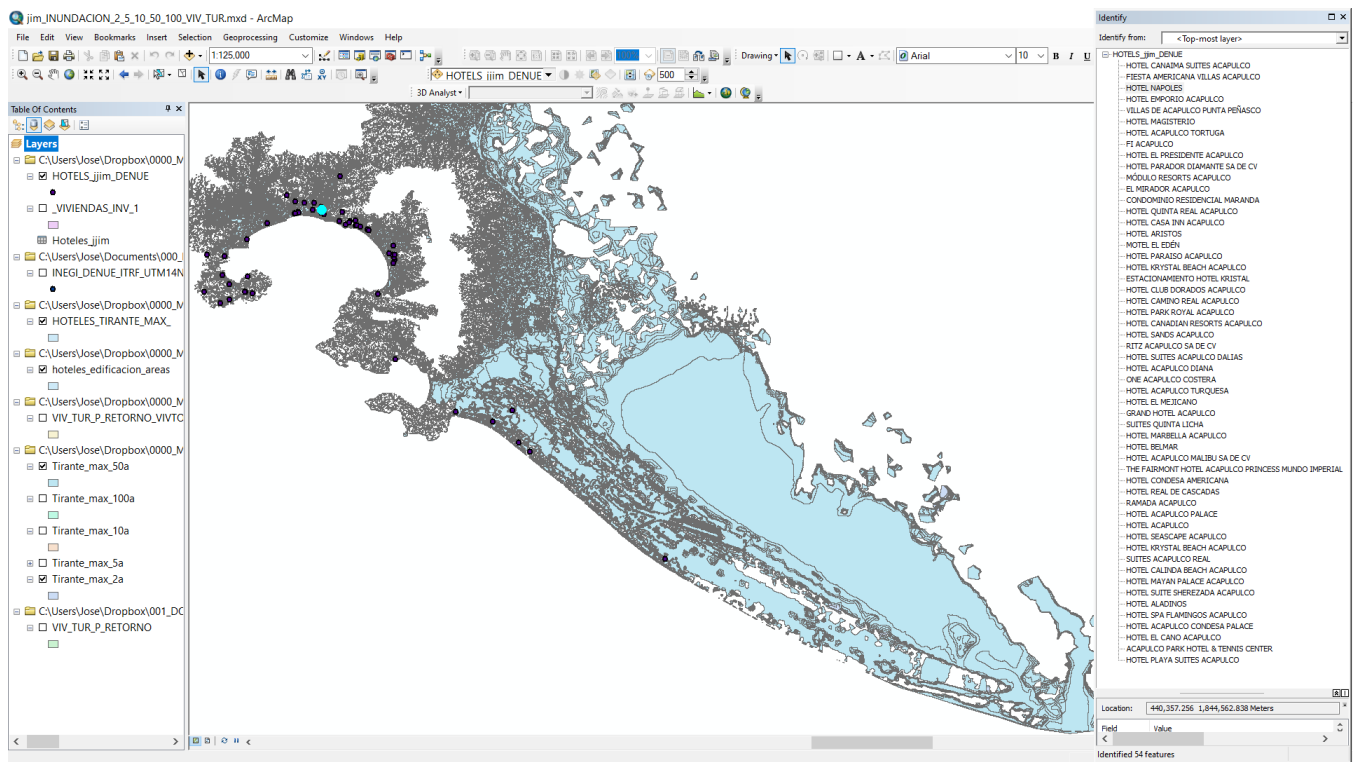 jim_INUNDACION_2_5_10_50_100_VIV_TUR.mxd - ArcMap
File Edit View Bookmarks Insert Selection Geoprocessing Customize Windows Help
1:125.000
Drawing
Arial
10
B I U
HOTELS_jjim_DENUE
500
3D Analyst
Table Of Contents
Layers
C:\Users\Jose\Dropbox\0000_M
HOTELS_jjim_DENUE
_VIVIENDAS_INV_1
Hoteles_jjim
C:\Users\Jose\Documents\000_
INEGI_DENUE_ITRF_UTM14N
C:\Users\Jose\Dropbox\0000_M
HOTELES_TIRANTE_MAX_
C:\Users\Jose\Dropbox\0000_M
hoteles_edificacion_areas
C:\Users\Jose\Dropbox\0000_M
VIV_TUR_P_RETORNO_VIVTC
C:\Users\Jose\Dropbox\0000_M
Tirante_max_50a
Tirante_max_100a
Tirante_max_10a
Tirante_max_5a
Tirante_max_2a
C:\Users\Jose\Dropbox\001_DC
VIV_TUR_P_RETORNO
Identify
Identify from: <Top-most layer>
HOTELS_jjim_DENUE
HOTEL CANAIMA SUITES ACAPULCO
FIESTA AMERICANA VILLAS ACAPULCO
HOTEL NAPOLES
HOTEL EMPORIO ACAPULCO
VILLAS DE ACAPULCO PUNTA PEÑASCO
HOTEL MAGISTERIO
HOTEL ACAPULCO TORTUGA
FI ACAPULCO
HOTEL EL PRESIDENTE ACAPULCO
HOTEL PARADOR DIAMANTE SA DE CV
MÓDULO RESORTS ACAPULCO
EL MIRADOR ACAPULCO
CONDOMINIO RESIDENCIAL MARANDA
HOTEL QUINTA REAL ACAPULCO
HOTEL CASA INN ACAPULCO
HOTEL ARISTOS
MOTEL EL EDÉN
HOTEL PARAISO ACAPULCO
HOTEL KRYSTAL BEACH ACAPULCO
ESTACIONAMIENTO HOTEL KRISTAL
HOTEL CLUB DORADOS ACAPULCO
HOTEL CAMINO REAL ACAPULCO
HOTEL PARK ROYAL ACAPULCO
HOTEL CANADIAN RESORTS ACAPULCO
HOTEL SANDS ACAPULCO
RITZ ACAPULCO SA DE CV
HOTEL SUITES ACAPULCO DALIAS
HOTEL ACAPULCO DIANA
ONE ACAPULCO COSTERA
HOTEL ACAPULCO TURQUESA
HOTEL EL MEJICANO
GRAND HOTEL ACAPULCO
SUITES QUINTA LICHA
HOTEL MARBELLA ACAPULCO
HOTEL BELMAR
HOTEL ACAPULCO MALIBU SA DE CV
THE FAIRMONT HOTEL ACAPULCO PRINCESS MUNDO IMPERIAL
HOTEL CONDESA AMERICANA
HOTEL REAL DE CASCADAS
RAMADA ACAPULCO
HOTEL ACAPULCO PALACE
HOTEL ACAPULCO
HOTEL SEASCAPE ACAPULCO
HOTEL KRYSTAL BEACH ACAPULCO
SUITES ACAPULCO REAL
HOTEL CALINDA BEACH ACAPULCO
HOTEL MAYAN PALACE ACAPULCO
HOTEL SUITE SHEREZADA ACAPULCO
HOTEL ALADINOS
HOTEL SPA FLAMINGOS ACAPULCO
HOTEL ACAPULCO CONDESA PALACE
HOTEL EL CANO ACAPULCO
ACAPULCO PARK HOTEL & TENNIS CENTER
HOTEL PLAYA SUITES ACAPULCO
Location: 440,357.256 1,844,562.838 Meters
Field Value
Identified 54 features